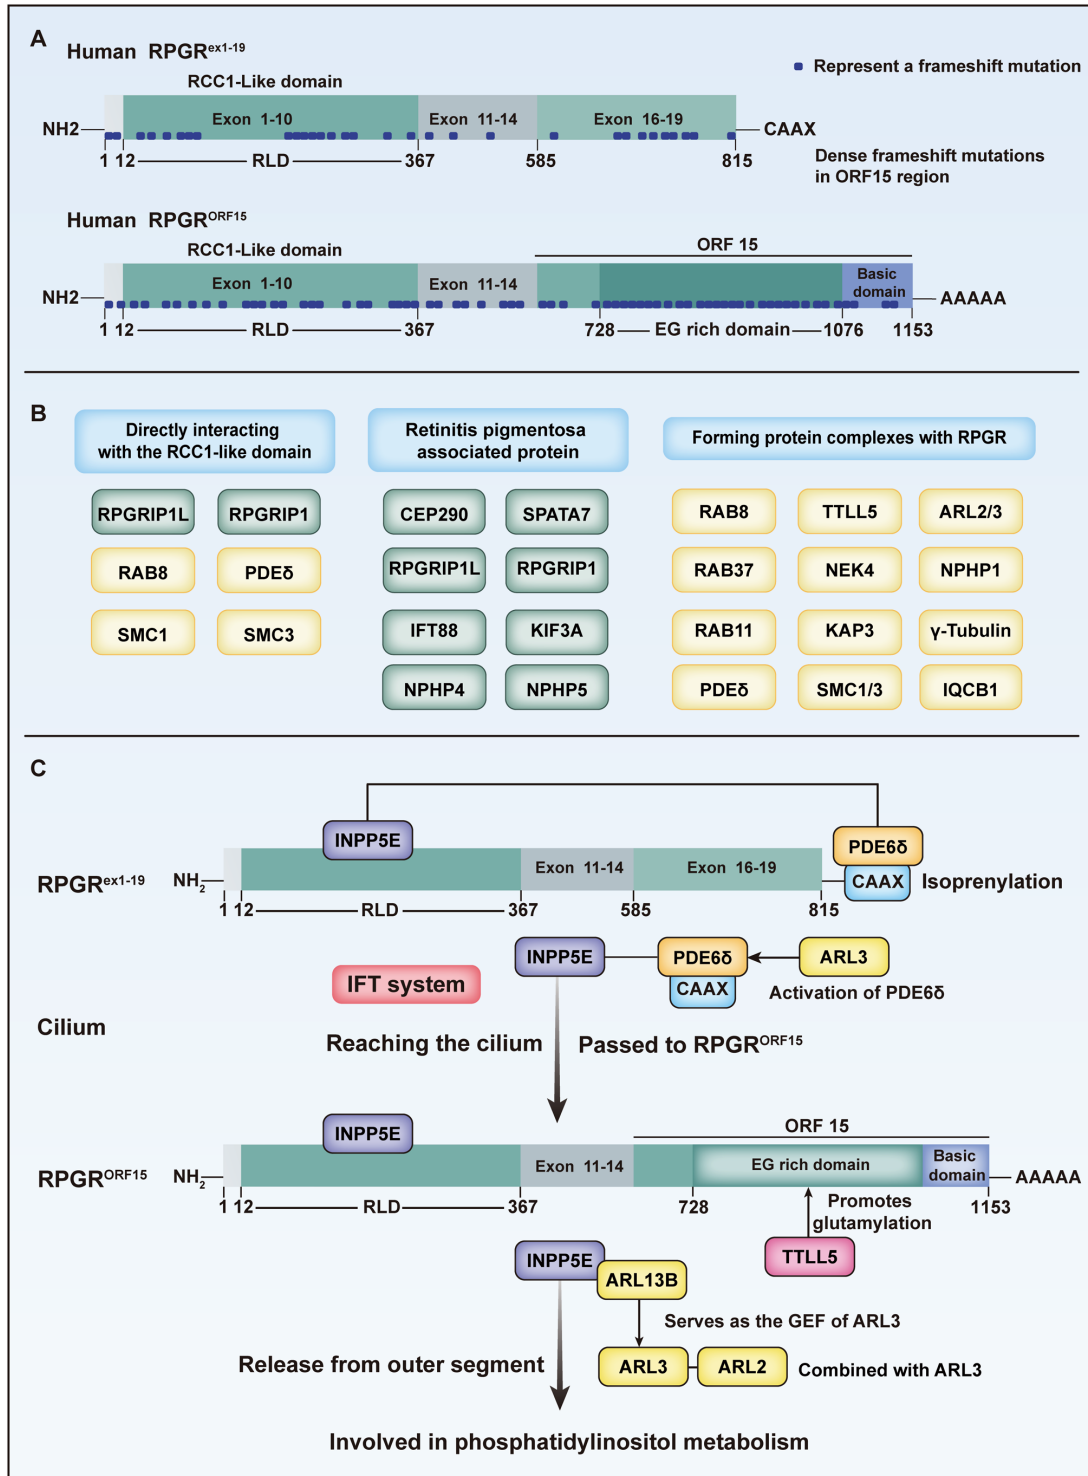 A
Human RPGRex1-19
Represent a frameshift mutation
RCC1-Like domain
NH2
Exon 1-10
Exon 11-14
Exon 16-19
CAAX
1 12 RLD 367 585 815
Dense frameshift mutations
in ORF15 region
Human RPGRORF15
RCC1-Like domain
ORF 15
NH2
Exon 1-10
Exon 11-14
Basic
domain
AAAAA
1 12 RLD 367 728 EG rich domain 1076 1153
B
Directly interacting
with the RCC1-like domain
Retinitis pigmentosa
associated protein
Forming protein complexes with RPGR
RPGRIP1L RPGRIP1 CEP290 SPATA7 RAB8 TTLL5 ARL2/3
RAB8 PDEδ RPGRIP1L RPGRIP1 RAB37 NEK4 NPHP1
SMC1 SMC3 IFT88 KIF3A RAB11 KAP3 γ-Tubulin
NPHP4 NPHP5 PDEδ SMC1/3 IQCB1
C
INPP5E
PDE6δ
RPGRex1-19
NH2
Exon 11-14
Exon 16-19
CAAX
Isoprenylation
1 12 RLD 367 585 815
INPP5E
PDE6δ
ARL3
CAAX
Activation of PDE6δ
IFT system
Cilium
Reaching the cilium
Passed to RPGRORF15
INPP5E
ORF 15
RPGRORF15
NH2
Exon 11-14
EG rich domain
Basic
domain
AAAAA
1 12 RLD 367 728 1153
Promotes
glutamylation
TTLL5
INPP5E
ARL13B
Serves as the GEF of ARL3
Release from outer segment
ARL3
ARL2
Combined with ARL3
Involved in phosphatidylinositol metabolism